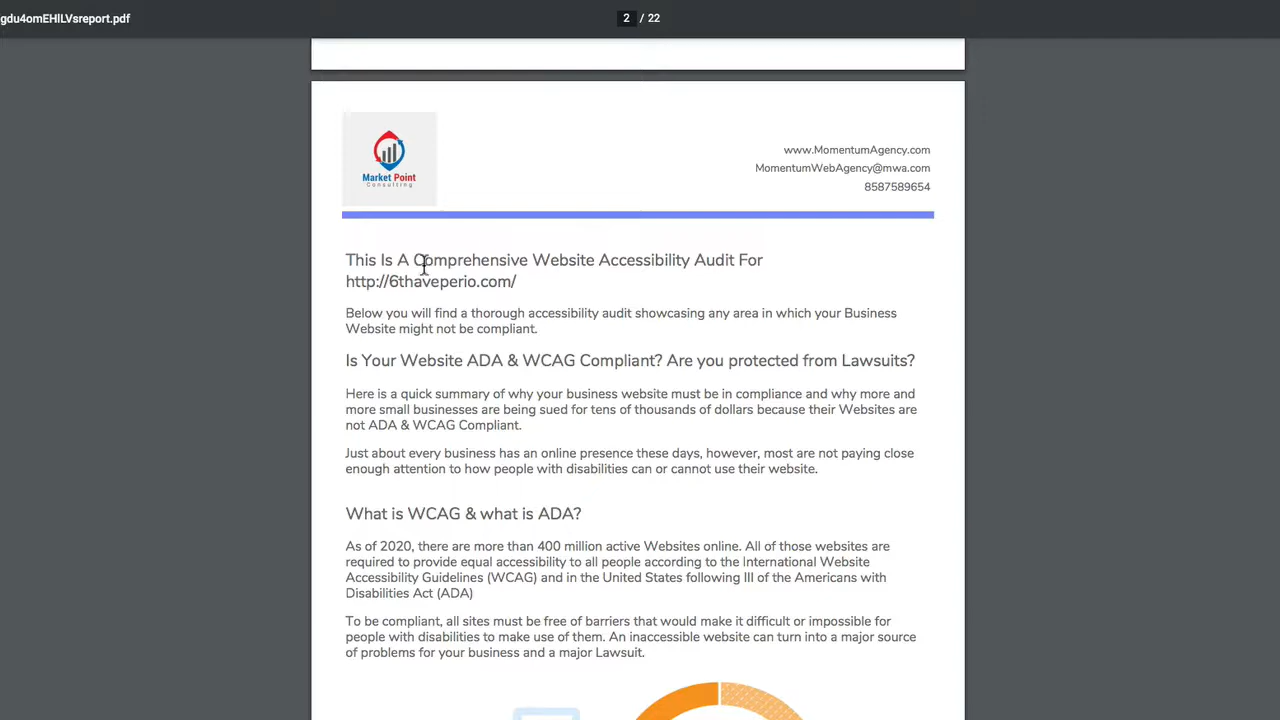 gdu4omEHlLVsreport.pdf
2 / 22
Market Point
Consulting
www.MomentumAgency.com
MomentumWebAgency@mwa.com
8587589654
This Is A Comprehensive Website Accessibility Audit For
http://6thaveperio.com/
Below you will find a thorough accessibility audit showcasing any area in which your Business
Website might not be compliant.
Is Your Website ADA & WCAG Compliant? Are you protected from Lawsuits?
Here is a quick summary of why your business website must be in compliance and why more and
more small businesses are being sued for tens of thousands of dollars because their Websites are
not ADA & WCAG Compliant.
Just about every business has an online presence these days, however, most are not paying close
enough attention to how people with disabilities can or cannot use their website.
What is WCAG & what is ADA?
As of 2020, there are more than 400 million active Websites online. All of those websites are
required to provide equal accessibility to all people according to the International Website
Accessibility Guidelines (WCAG) and in the United States following III of the Americans with
Disabilities Act (ADA)
To be compliant, all sites must be free of barriers that would make it difficult or impossible for
people with disabilities to make use of them. An inaccessible website can turn into a major source
of problems for your business and a major Lawsuit.